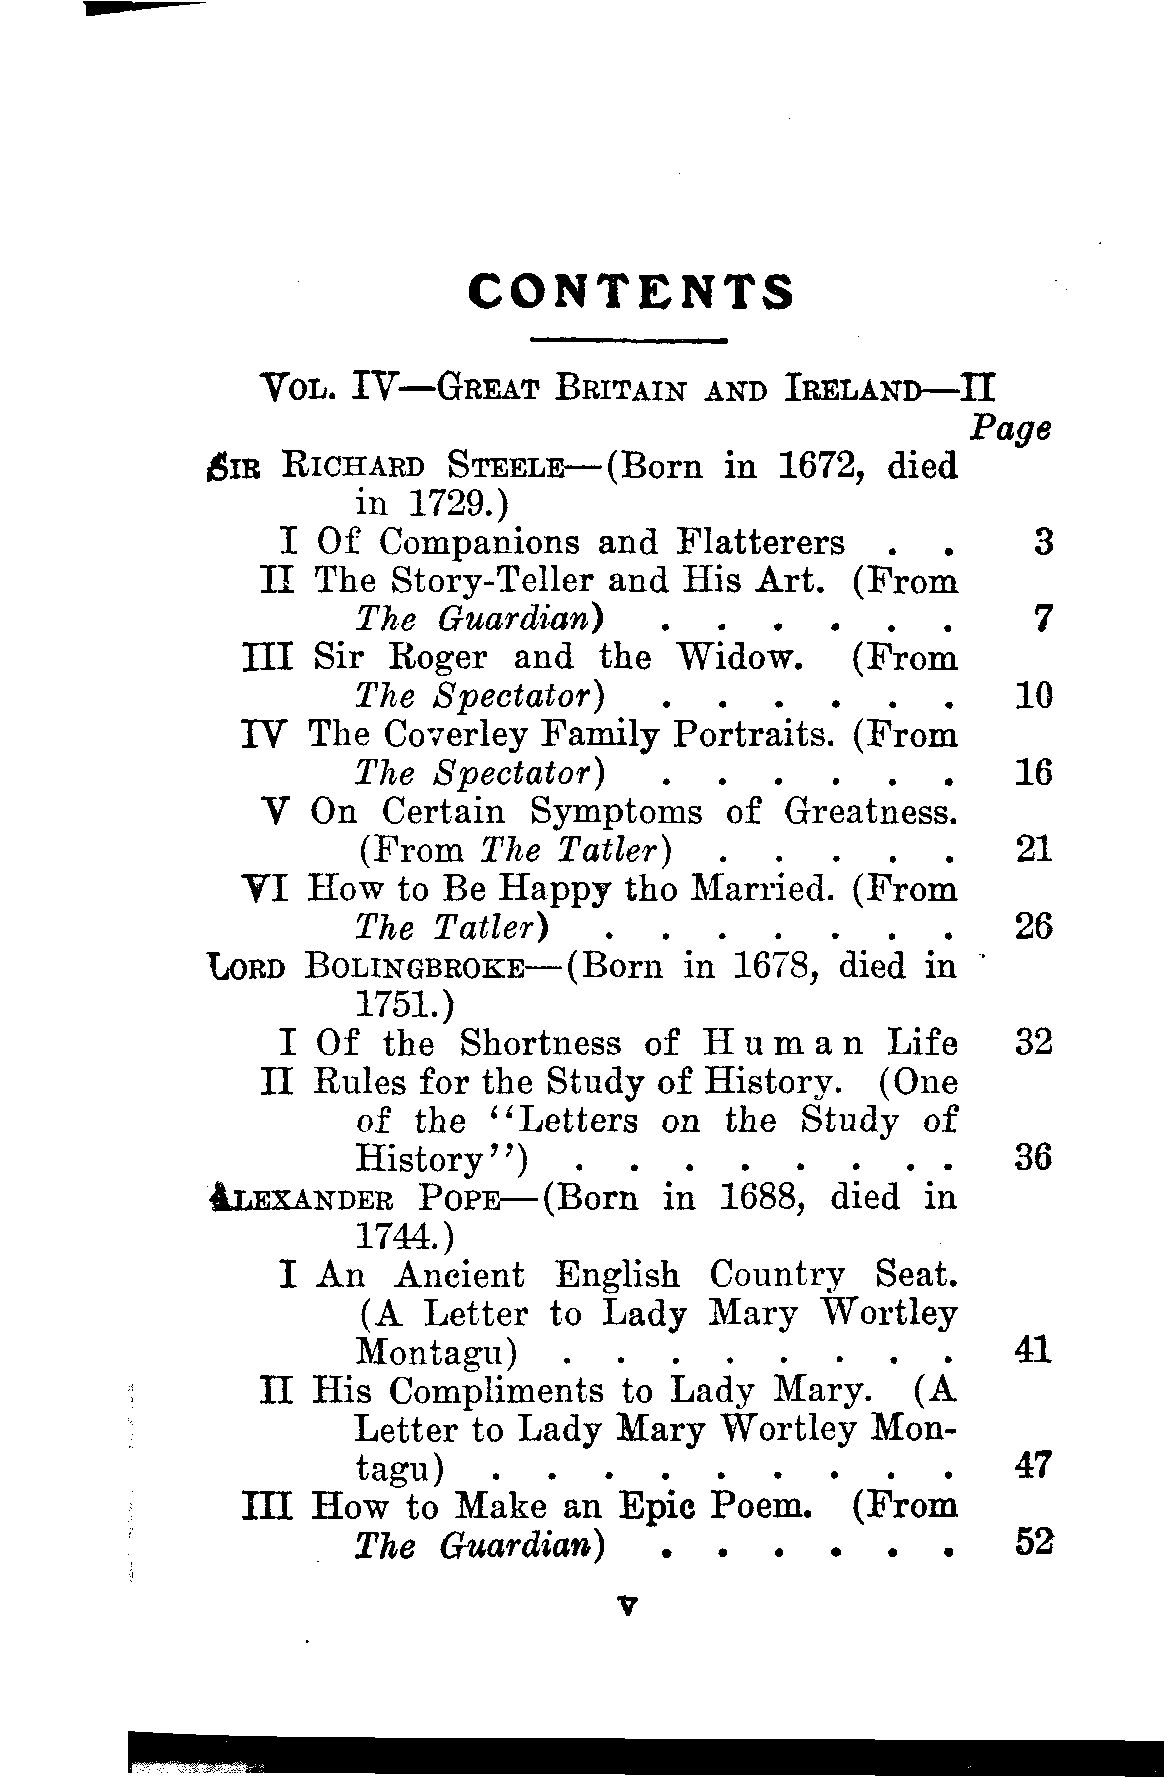 CONTENTS
VOL. IV—GREAT BRITAIN AND IRELAND—II
Page
SIR RICHARD STEELE—(Born in 1672, died
in 1729.)
I Of Companions and Flatterers . . 3
II The Story-Teller and His Art. (From
The Guardian) . . . . . . 7
III Sir Roger and the Widow. (From
The Spectator) . . . . . . 10
IV The Coverley Family Portraits. (From
The Spectator) . . . . . . 16
V On Certain Symptoms of Greatness.
(From The Tatler) . . . . . 21
VI How to Be Happy tho Married. (From
The Tatler) . . . . . . . 26
LORD BOLINGBROKE—(Born in 1678, died in
1751.)
I Of the Shortness of Human Life 32
II Rules for the Study of History. (One
of the "Letters on the Study of
History") . . . . . . . . 36
ALEXANDER POPE—(Born in 1688, died in
1744.)
I An Ancient English Country Seat.
(A Letter to Lady Mary Wortley
Montagu) . . . . . . . . 41
II His Compliments to Lady Mary. (A
Letter to Lady Mary Wortley Mon-
tagu) . . . . . . . . . 47
III How to Make an Epic Poem. (From
The Guardian) . . . . . . 52
v